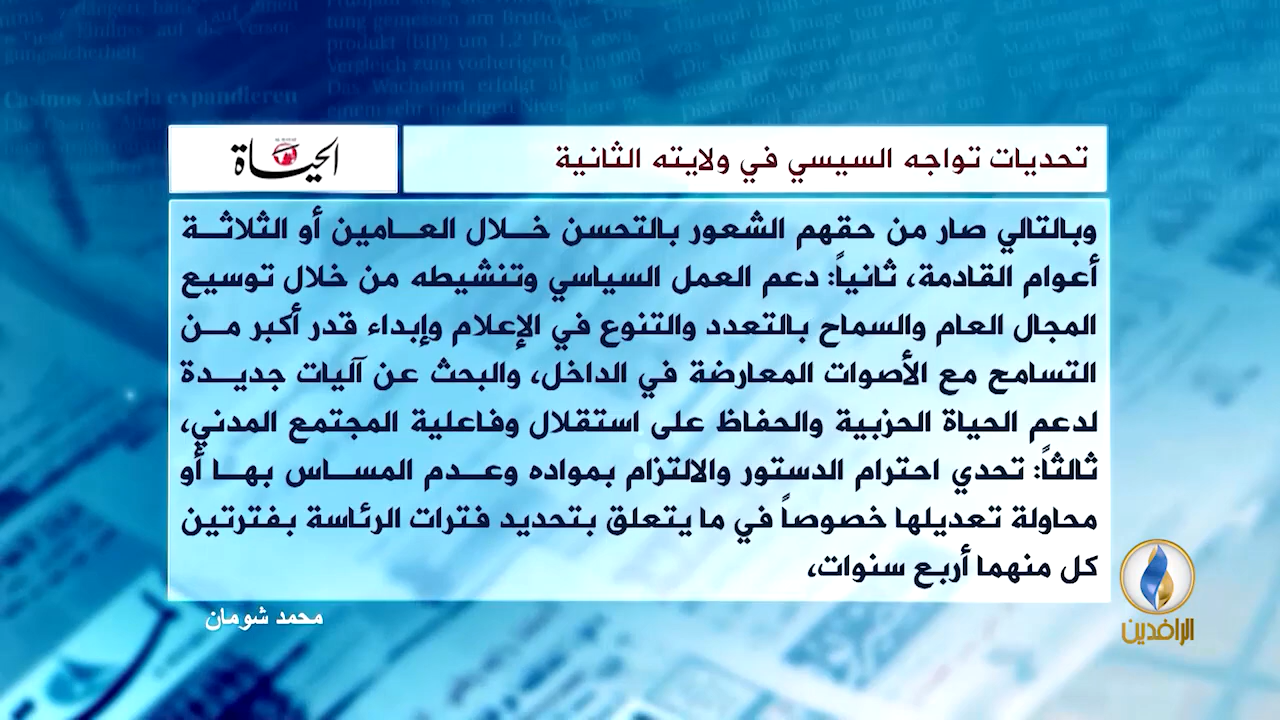 تحديات تواجه السيسي في ولايته الثانية
الحياة
وبالتالي صار من حقهم الشعور بالتحسن خلال العامين أو الثلاثة
أعوام القادمة، ثانياً: دعم العمل السياسي وتنشيطه من خلال توسيع
المجال العام والسماح بالتعدد والتنوع في الإعلام وإبداء قدر أكبر من
التسامح مع الأصوات المعارضة في الداخل، والبحث عن آليات جديدة
لدعم الحياة الحزبية والحفاظ على استقلال وفاعلية المجتمع المدني،
ثالثاً: تحدي احترام الدستور والالتزام بمواده وعدم المساس بها أو
محاولة تعديلها خصوصاً في ما يتعلق بتحديد فترات الرئاسة بفترتين
كل منهما أربع سنوات،
محمد شومان
الرافدين
Casinos Austria expandieren